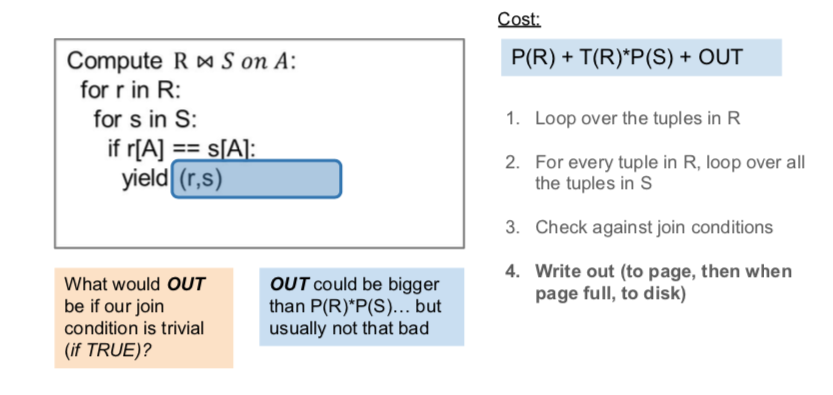 Cost:
P(R) + T(R)*P(S) + OUT
Compute R ⋈ S on A:
for r in R:
for s in S:
if r[A] == s[A]:
yield (r,s)
1. Loop over the tuples in R
2. For every tuple in R, loop over all
the tuples in S
3. Check against join conditions
4. Write out (to page, then when
page full, to disk)
What would OUT
be if our join
condition is trivial
(if TRUE)?
OUT could be bigger
than P(R)*P(S)... but
usually not that bad